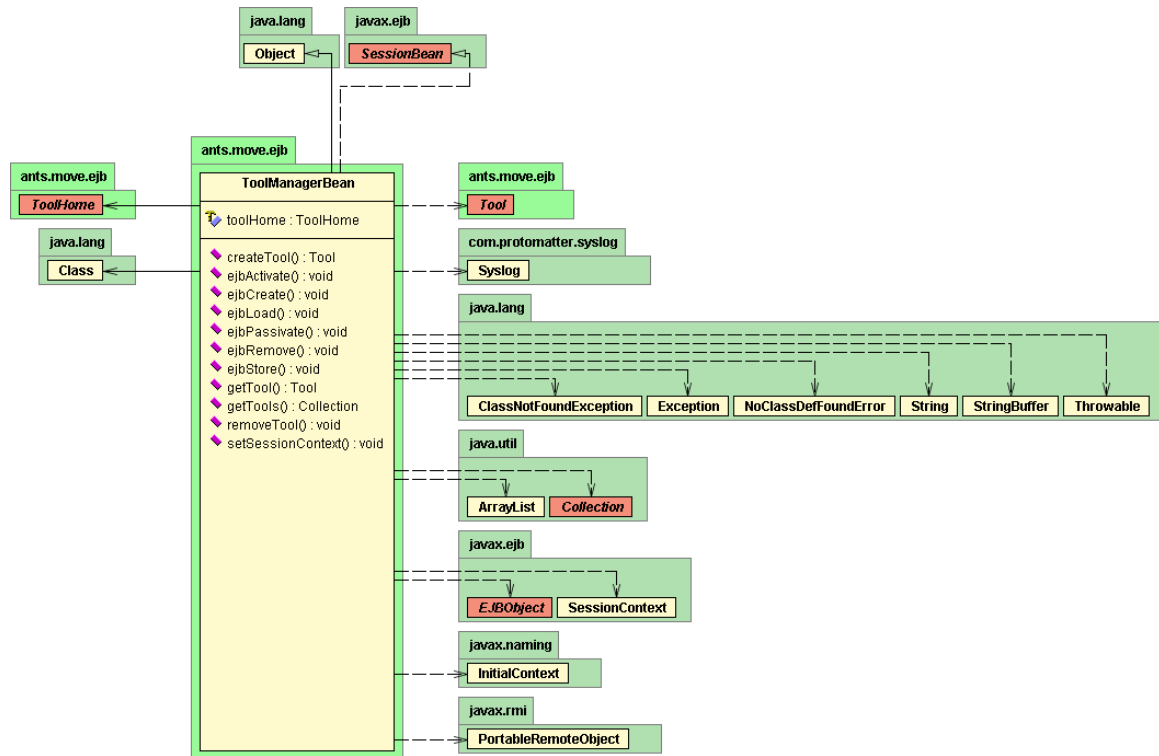 java.lang
Object
javax.ejb
SessionBean
ants.move.ejb
ToolHome
java.lang
Class
ants.move.ejb
ToolManagerBean
toolHome : ToolHome
createTool() : Tool
ejbActivate() : void
ejbCreate() : void
ejbLoad() : void
ejbPassivate() : void
ejbRemove() : void
ejbStore() : void
getTool() : Tool
getTools() : Collection
removeTool() : void
setSessionContext() : void
ants.move.ejb
Tool
com.protomatter.syslog
Syslog
java.lang
ClassNotFoundException
Exception
NoClassDefFoundError
String
StringBuffer
Throwable
java.util
ArrayList
Collection
javax.ejb
EJBObject
SessionContext
javax.naming
InitialContext
javax.rmi
PortableRemoteObject